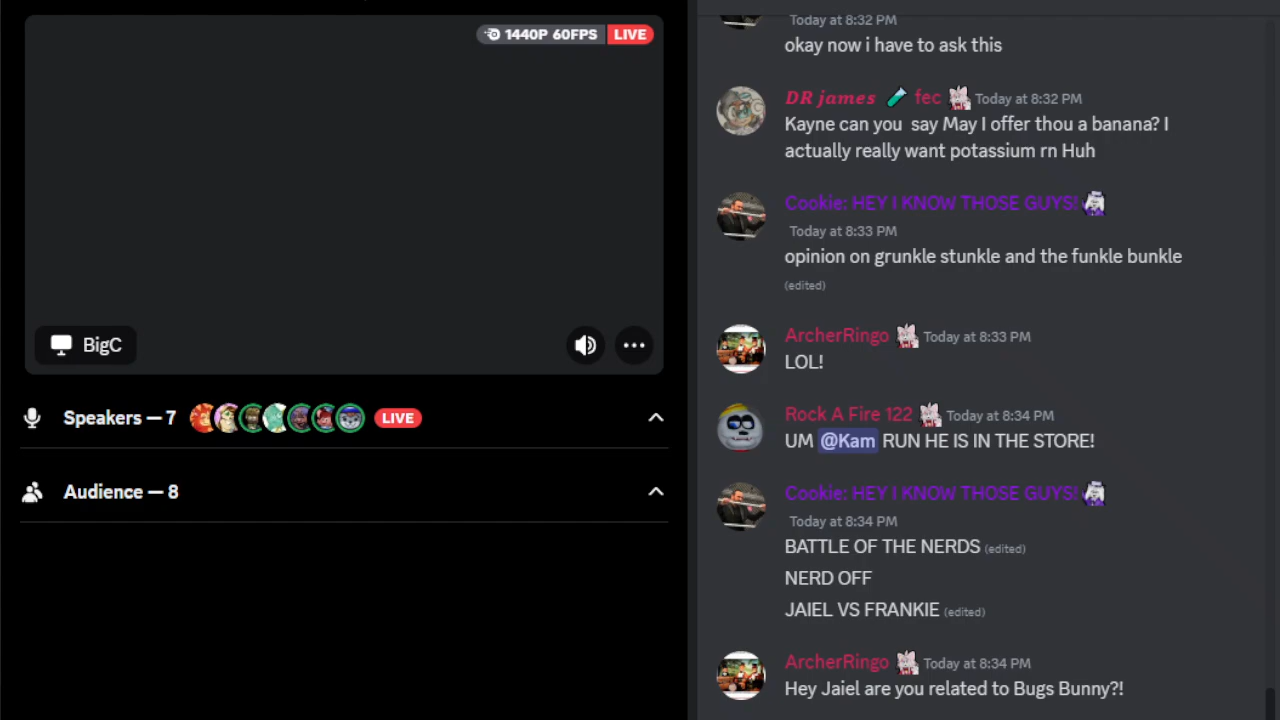 1440P 60FPS LIVE
BigC
Speakers — 7 LIVE
Audience — 8
Today at 8:32 PM
okay now i have to ask this
DR james fec Today at 8:32 PM
Kayne can you say May I offer thou a banana? I
actually really want potassium rn Huh
Cookie: HEY I KNOW THOSE GUYS!
Today at 8:33 PM
opinion on grunkle stunkle and the funkle bunkle
(edited)
ArcherRingo Today at 8:33 PM
LOL!
Rock A Fire 122 Today at 8:34 PM
UM @Kam RUN HE IS IN THE STORE!
Cookie: HEY I KNOW THOSE GUYS!
Today at 8:34 PM
BATTLE OF THE NERDS (edited)
NERD OFF
JAIEL VS FRANKIE (edited)
ArcherRingo Today at 8:34 PM
Hey Jaiel are you related to Bugs Bunny?!